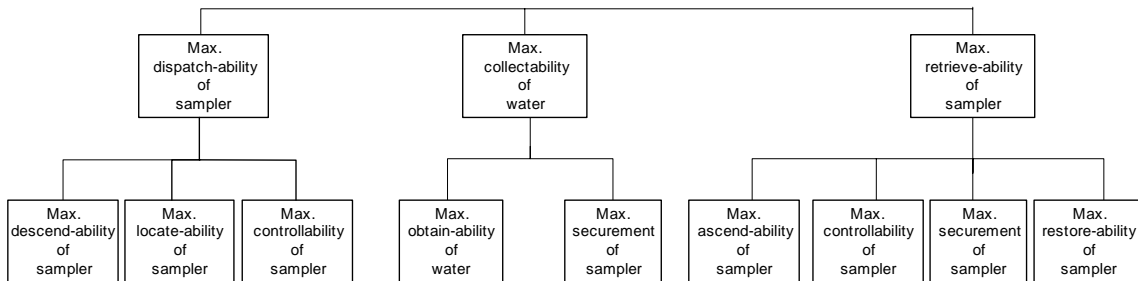 Max.
dispatch-ability
of
sampler
Max.
collectability
of
water
Max.
retrieve-ability
of
sampler
Max.
descend-ability
of
sampler
Max.
locate-ability
of
sampler
Max.
controllability
of
sampler
Max.
obtain-ability
of
water
Max.
securement
of
sampler
Max.
ascend-ability
of
sampler
Max.
controllability
of
sampler
Max.
securement
of
sampler
Max.
restore-ability
of
sampler